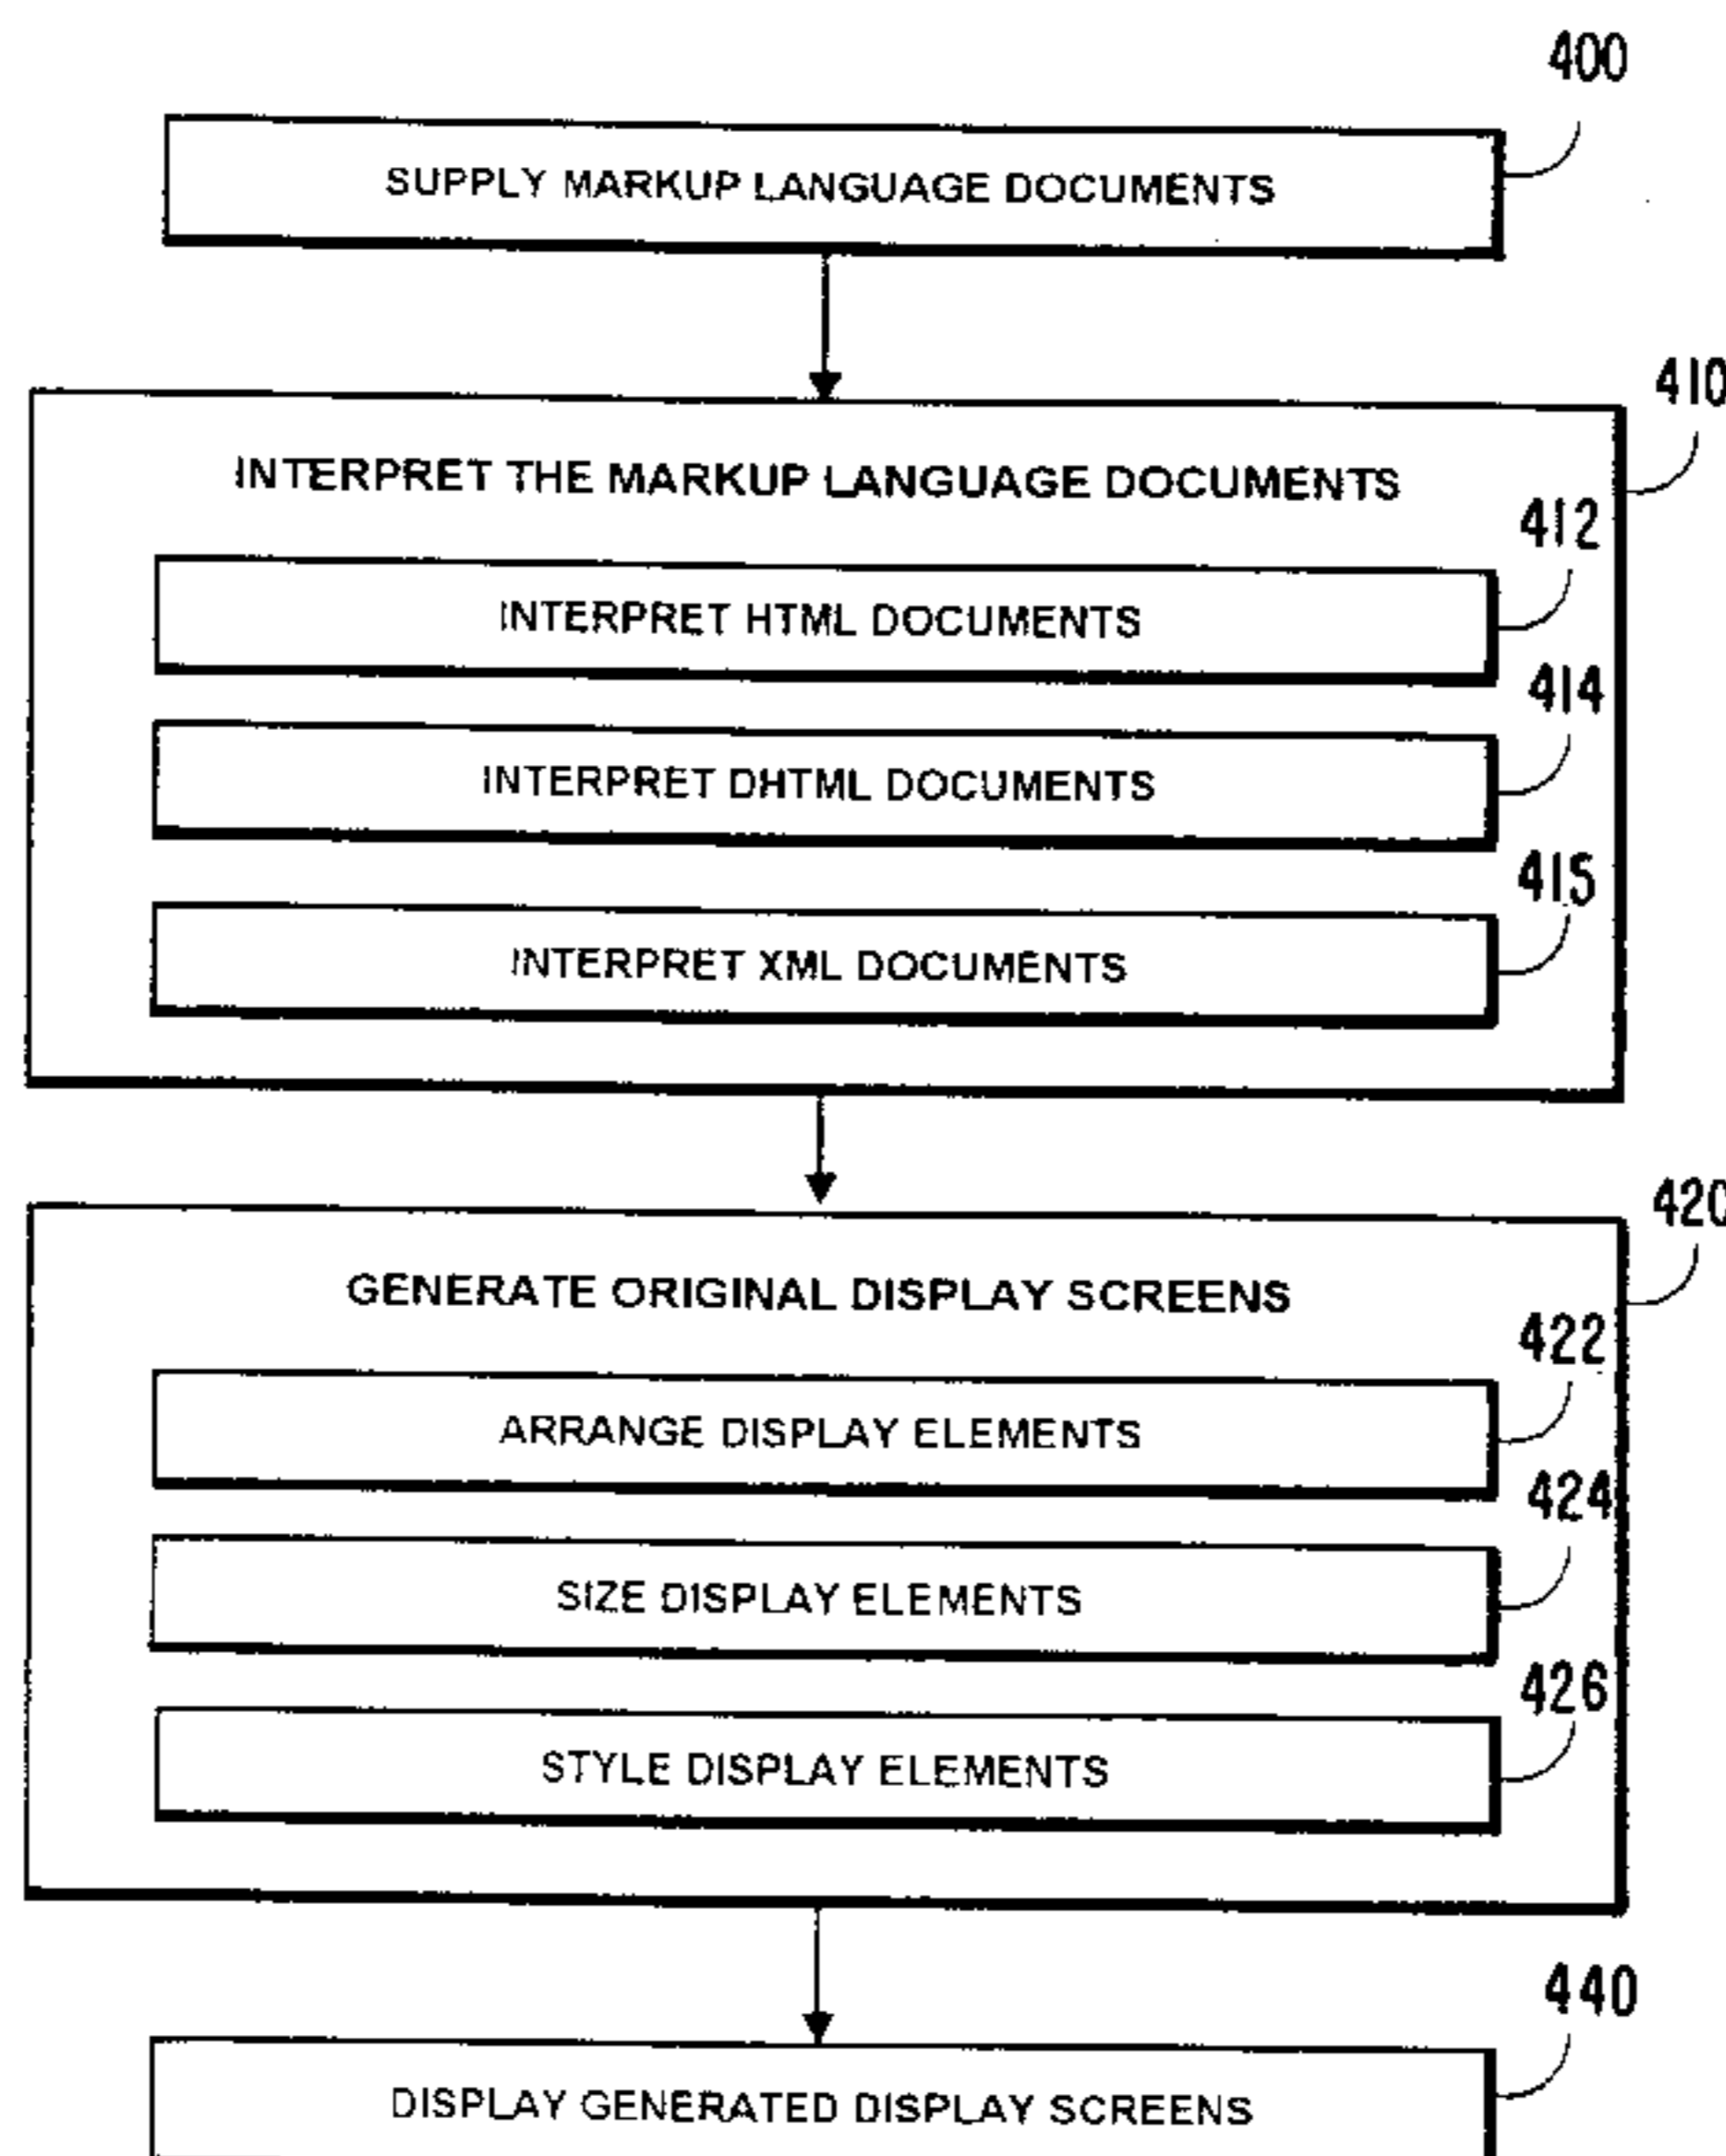 400
SUPPLY MARKUP LANGUAGE DOCUMENTS
410
INTERPRET THE MARKUP LANGUAGE DOCUMENTS
412
INTERPRET HTML DOCUMENTS
414
INTERPRET DHTML DOCUMENTS
415
INTERPRET XML DOCUMENTS
420
GENERATE ORIGINAL DISPLAY SCREENS
422
ARRANGE DISPLAY ELEMENTS
424
SIZE DISPLAY ELEMENTS
426
STYLE DISPLAY ELEMENTS
440
DISPLAY GENERATED DISPLAY SCREENS